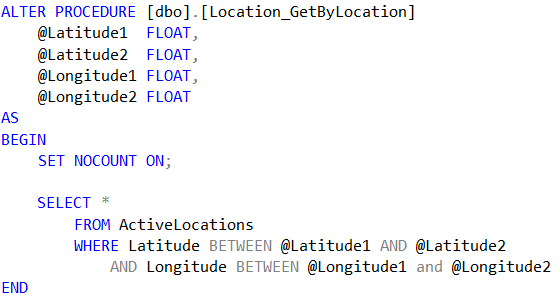 ALTER PROCEDURE [dbo].[Location_GetByLocation]
    @Latitude1  FLOAT,
    @Latitude2  FLOAT,
    @Longitude1 FLOAT,
    @Longitude2 FLOAT
AS
BEGIN
    SET NOCOUNT ON;

    SELECT *
        FROM ActiveLocations
        WHERE Latitude BETWEEN @Latitude1 AND @Latitude2
            AND Longitude BETWEEN @Longitude1 and @Longitude2
END